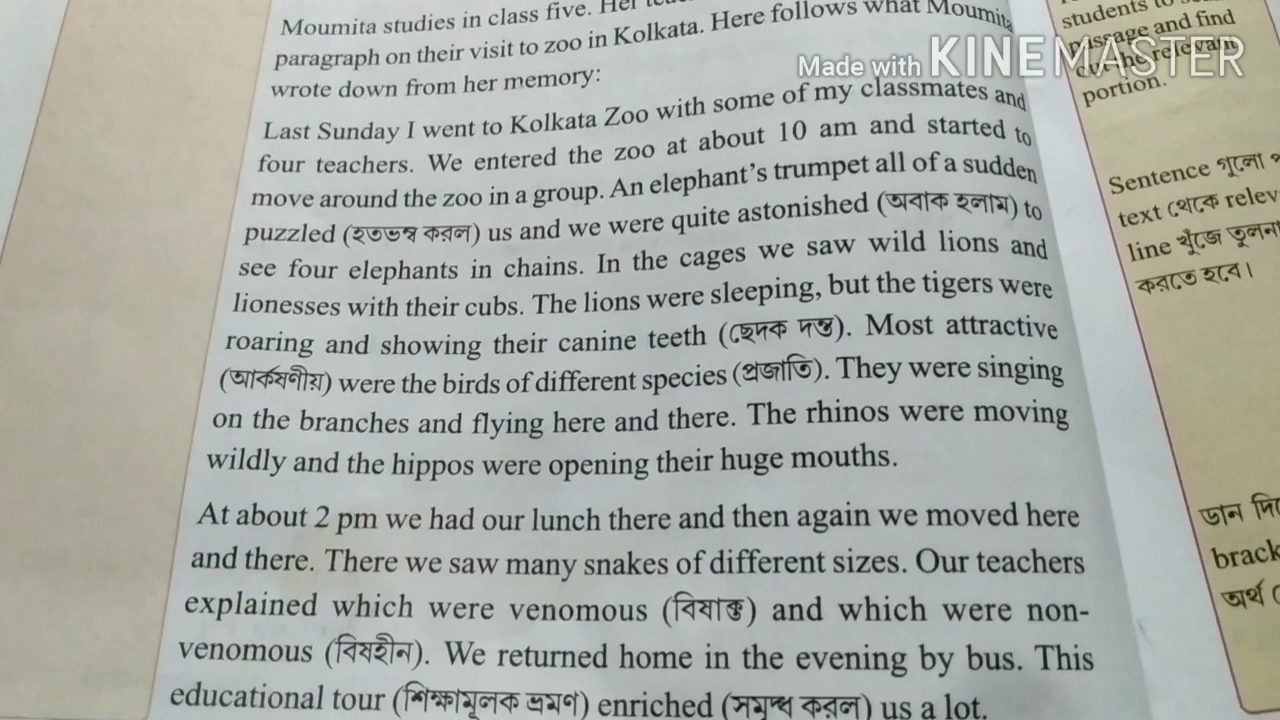 Moumita studies in class five. Her
paragraph on their visit to zoo in Kolkata. Here follows what Moumita
wrote down from her memory:
Last Sunday I went to Kolkata Zoo with some of my classmates and
four teachers. We entered the zoo at about 10 am and started to
move around the zoo in a group. An elephant's trumpet all of a sudden
puzzled (হতভম্ব করল) us and we were quite astonished (অবাক হলাম) to
see four elephants in chains. In the cages we saw wild lions and
lionesses with their cubs. The lions were sleeping, but the tigers were
roaring and showing their canine teeth (ছেদক দন্ত). Most attractive
(আর্কষণীয়) were the birds of different species (প্রজাতি). They were singing
on the branches and flying here and there. The rhinos were moving
wildly and the hippos were opening their huge mouths.
At about 2 pm we had our lunch there and then again we moved here
and there. There we saw many snakes of different sizes. Our teachers
explained which were venomous (বিষাক্ত) and which were non-
venomous (বিষহীন). We returned home in the evening by bus. This
educational tour (শিক্ষামূলক ভ্রমণ) enriched (সমৃদ্ধ করল) us a lot.
Made with KINEMASTER
students to
passage and find
out the relevant
portion.
Sentence গুলো
text থেকে relev
line খুঁজে তুলনা
করতে হবে।
ডান দি
brack
অর্থ